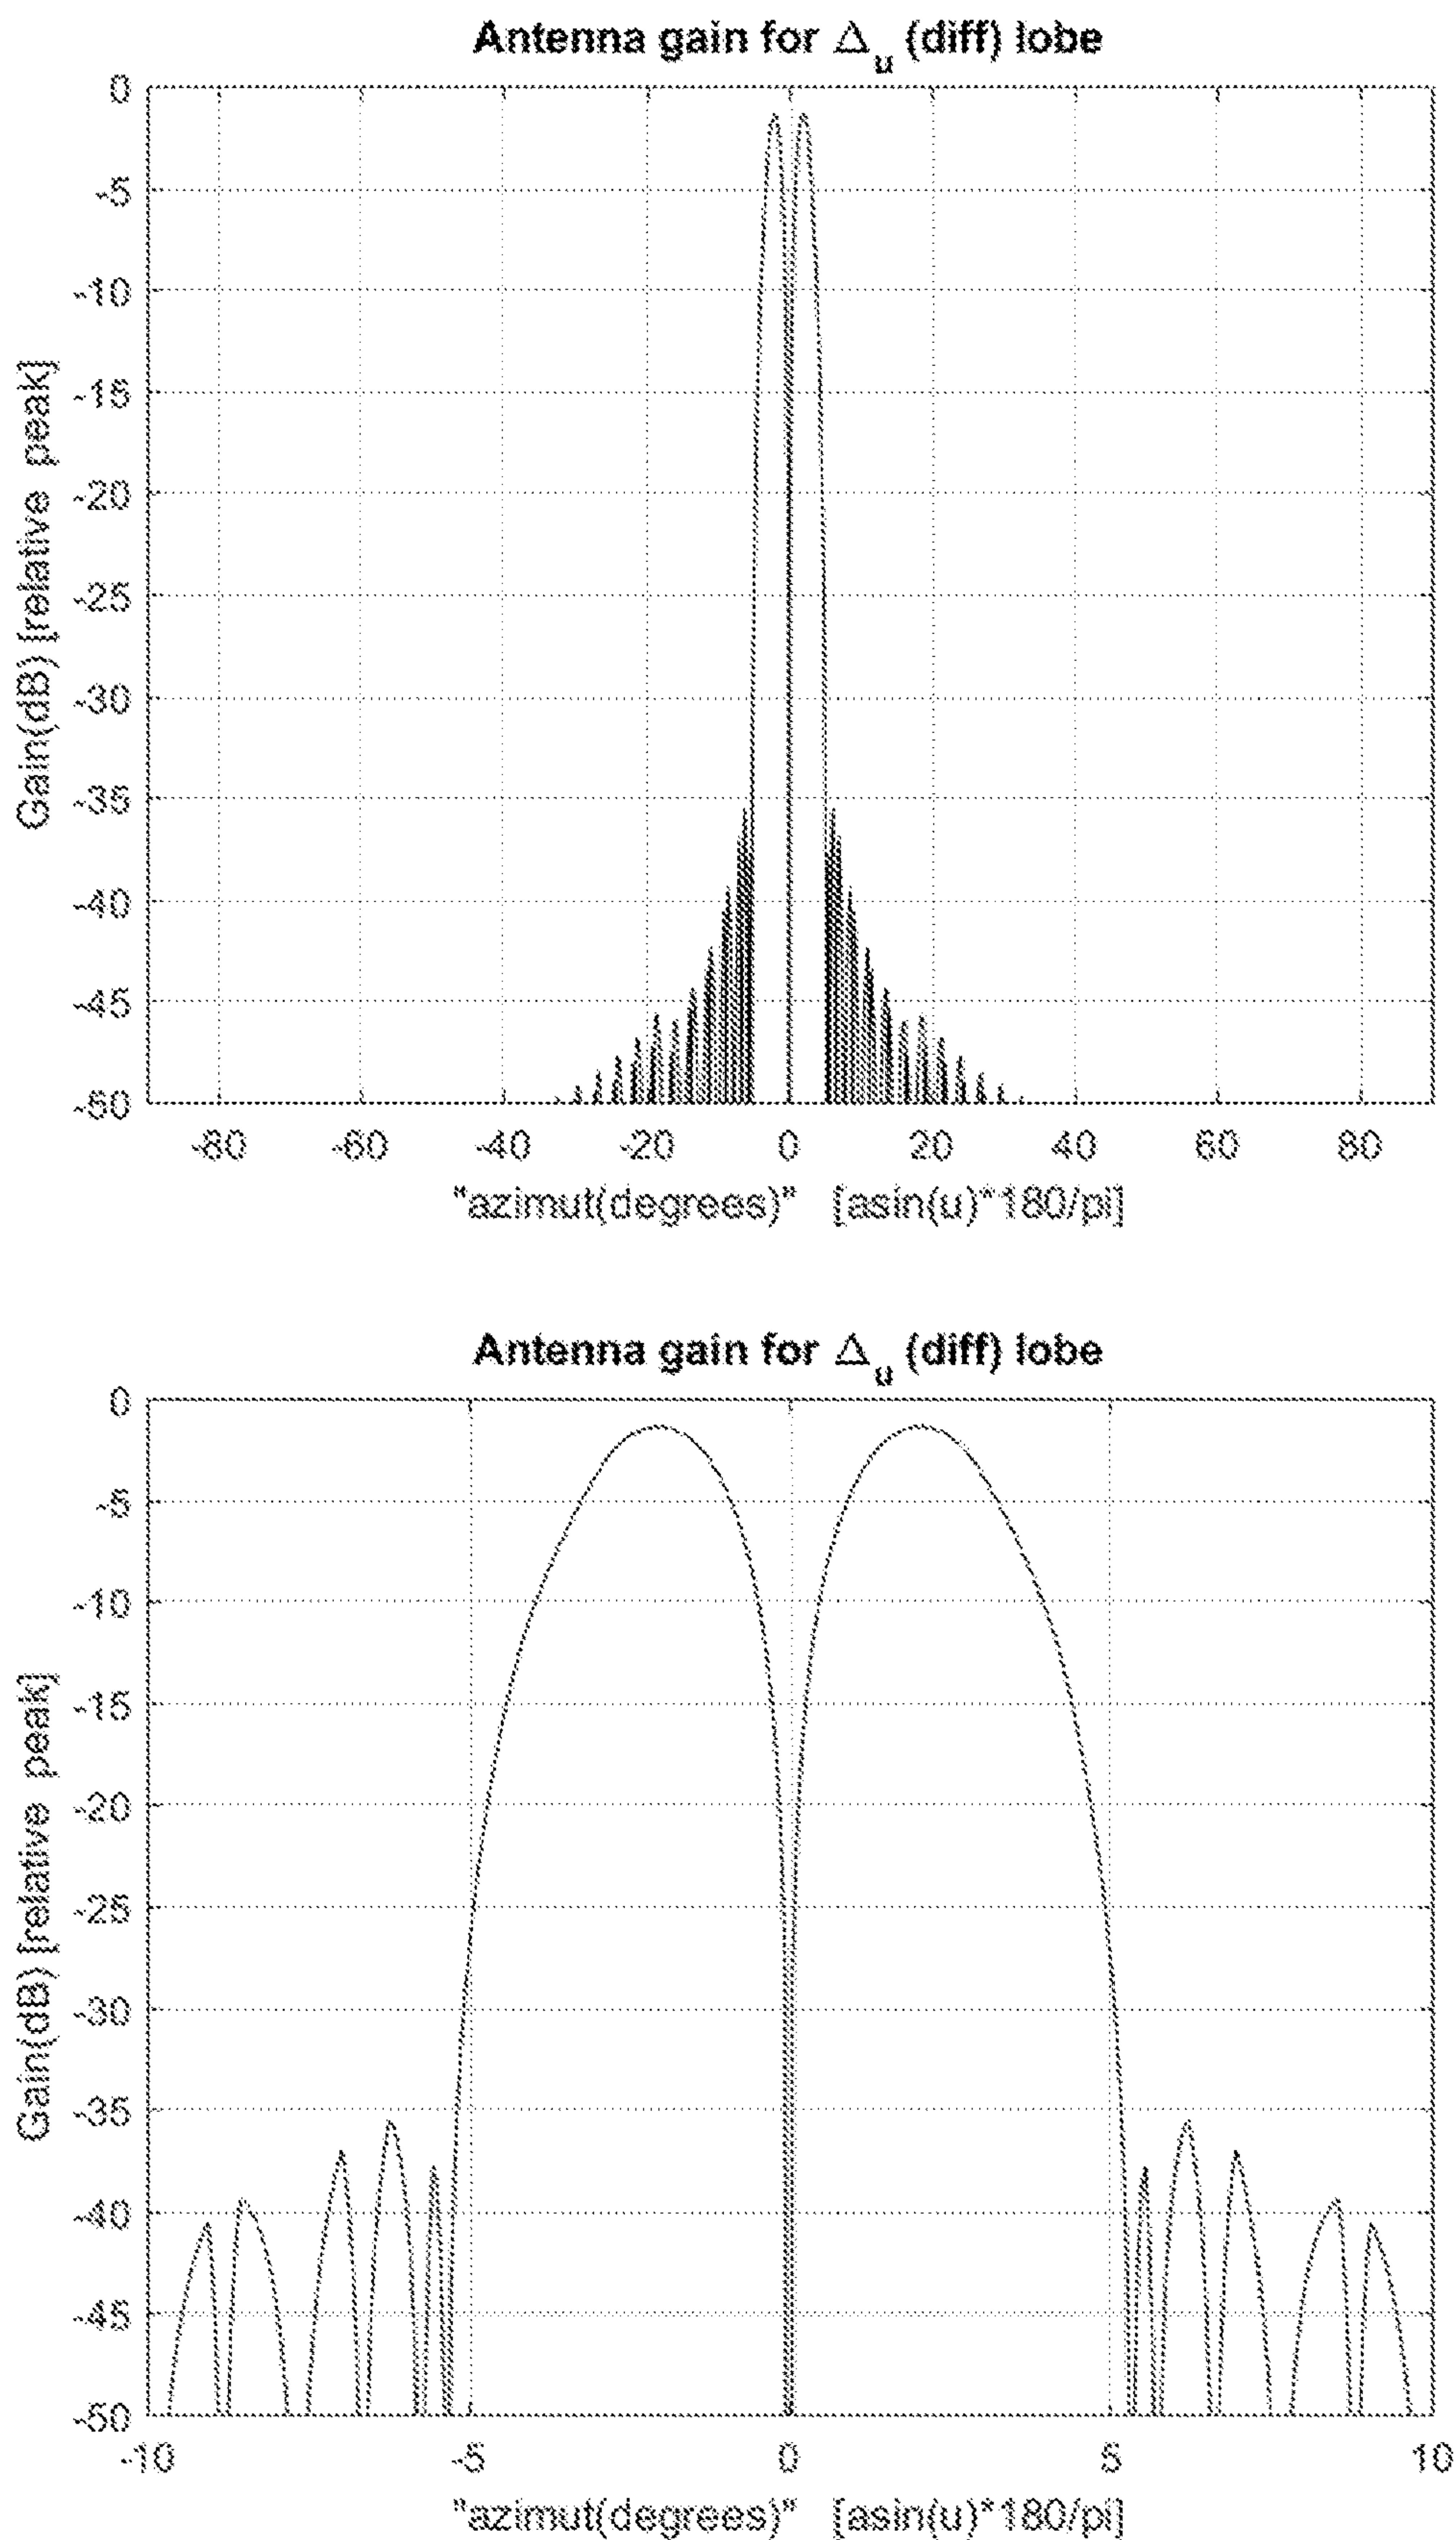 Antenna gain for Δu (diff) lobe
0
-5
-10
-15
-20
-25
-30
-35
-40
-45
-50
Gain(dB) [relative peak]
-80 -60 -40 -20 0 20 40 60 80
"azimut(degrees)" [asin(u)*180/pi]
Antenna gain for Δu (diff) lobe
0
-5
-10
-15
-20
-25
-30
-35
-40
-45
-50
Gain(dB) [relative peak]
-10 -5 0 5 10
"azimut(degrees)" [asin(u)*180/pi]